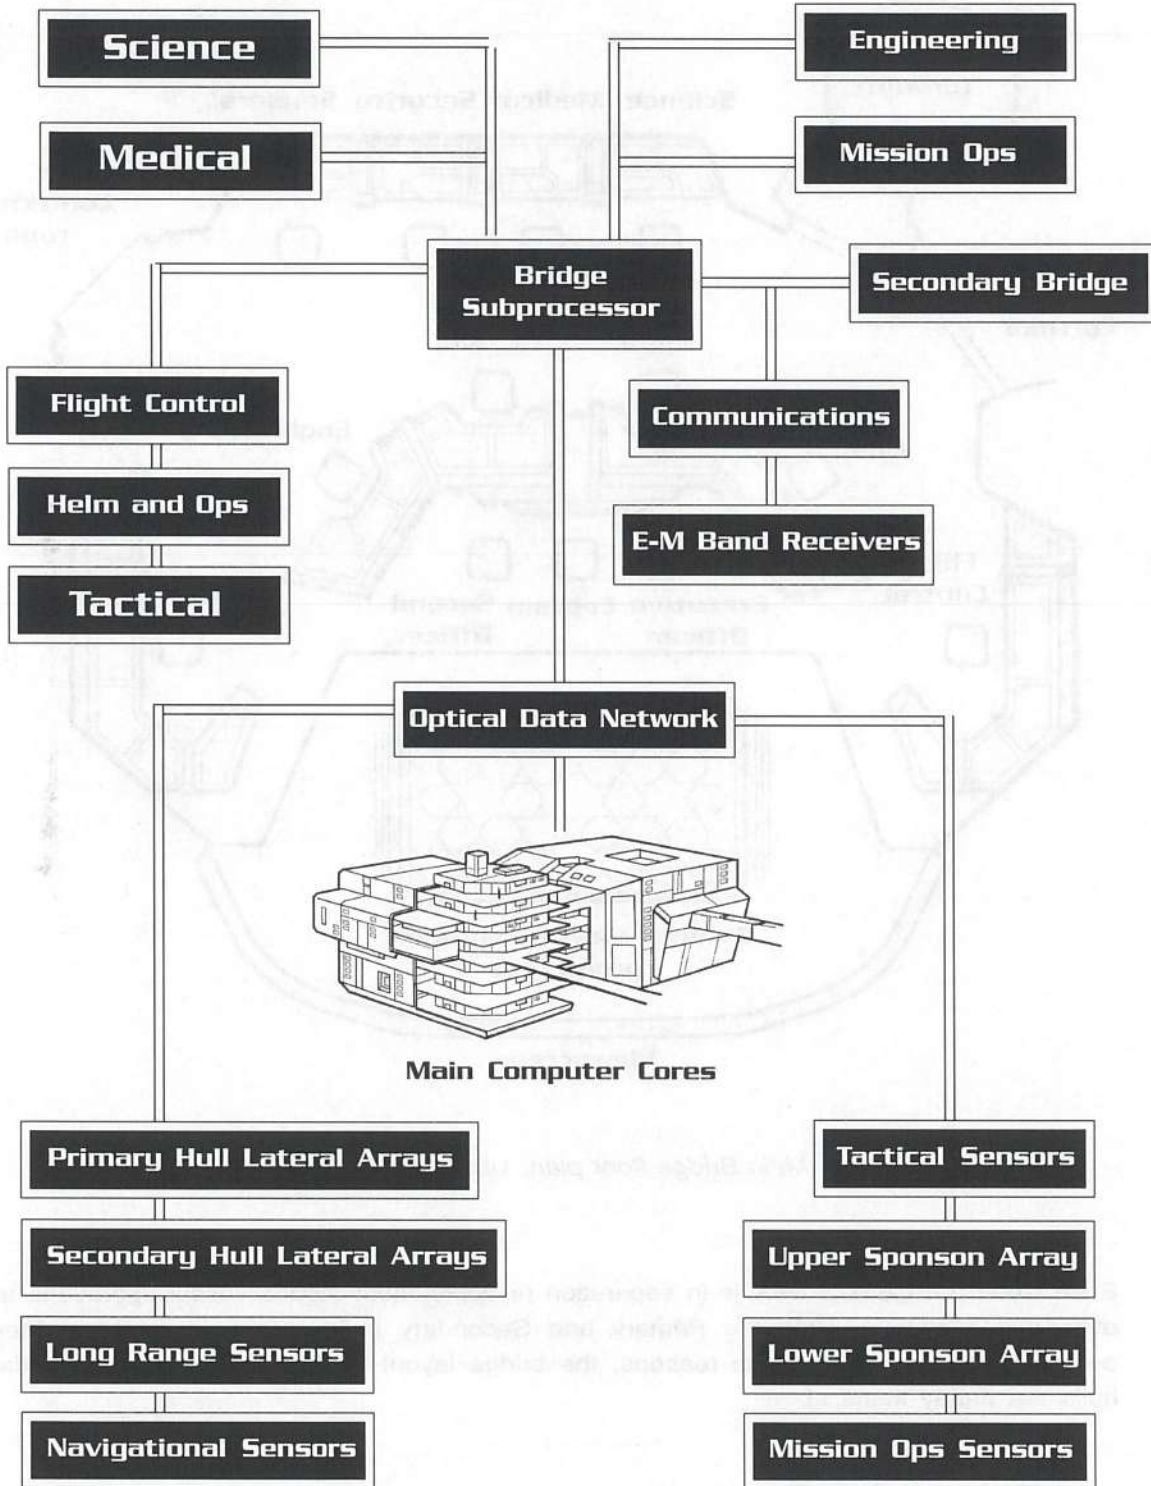 Science
Engineering
Medical
Mission Ops
Bridge
Subprocessor
Secondary Bridge
Flight Control
Communications
Helm and Ops
E-M Band Receivers
Tactical
Optical Data Network
Main Computer Cores
Primary Hull Lateral Arrays
Tactical Sensors
Secondary Hull Lateral Arrays
Upper Sponson Array
Long Range Sensors
Lower Sponson Array
Navigational Sensors
Mission Ops Sensors